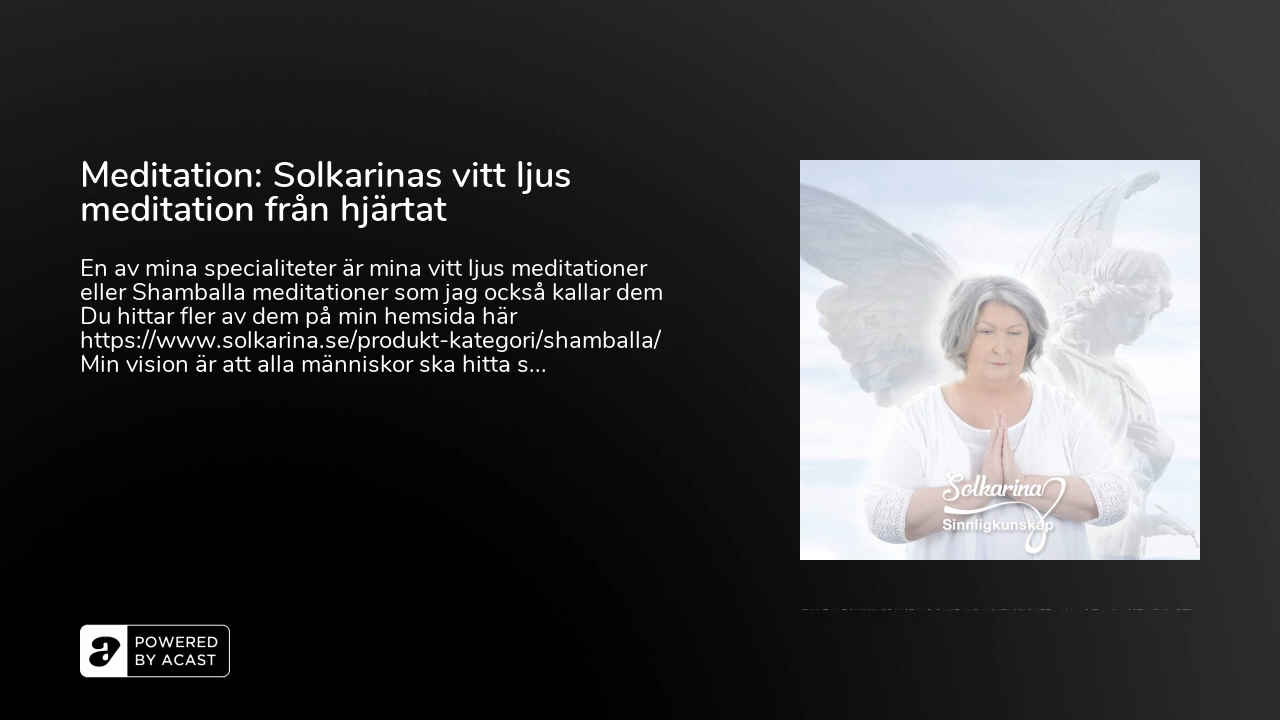 Meditation: Solkarinas vitt ljus
meditation från hjärtat
En av mina specialiteter är mina vitt ljus meditationer
eller Shamballa meditationer som jag också kallar dem
Du hittar fler av dem på min hemsida här
https://www.solkarina.se/produkt-kategori/shamballa/
Min vision är att alla människor ska hitta s...
Solkarina
Sinnligkunskap
a
POWERED
BY ACAST